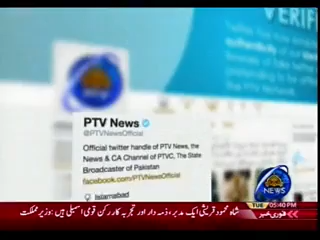 VERIFI
PTV News
@PTVNewsOfficial
Official twitter handle of PTV News, the
News & CA Channel of PTVC, The State
Broadcaster of Pakistan
facebook.com/PTVNewsOfficial
Islamabad
NEWS
TUE 05:40 PM
شاہ محمود قریشی ایک مدبر، ذمہ دار اور تجربہ کار رکن قومی اسمبلی ہیں: وزیر مملکت
فوری خبر